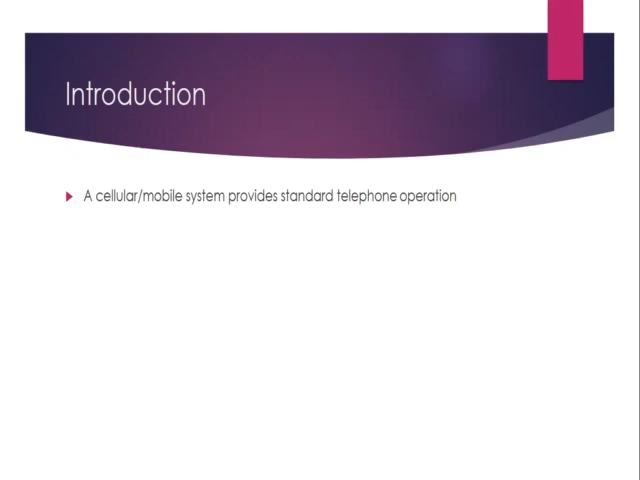 Introduction
A cellular/mobile system provides standard telephone operation